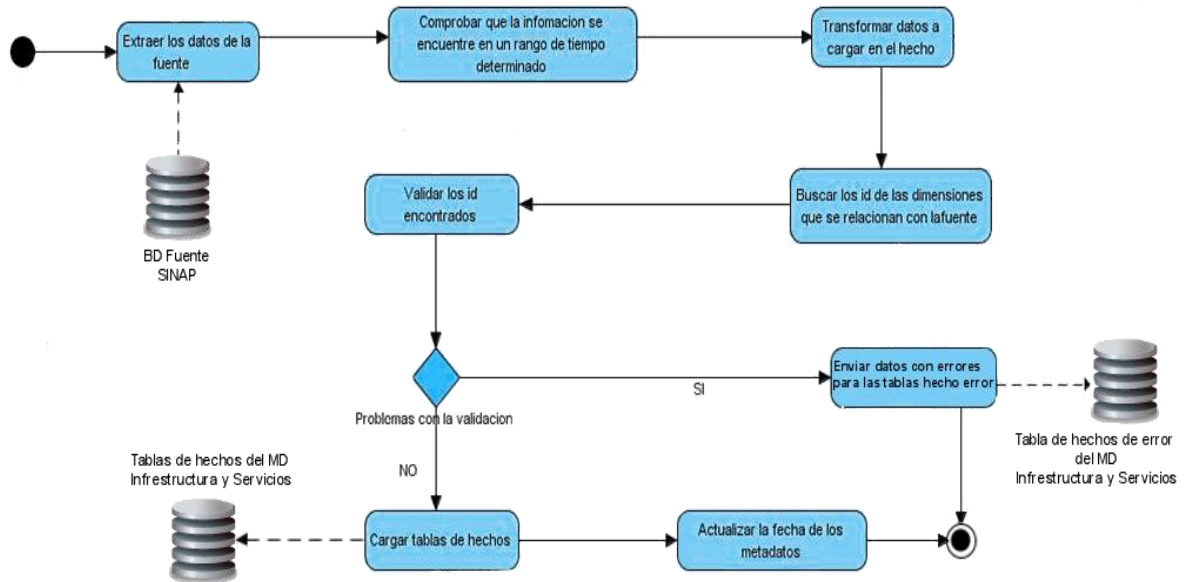 Extraer los datos de la
fuente
Comprobar que la infomacion se
encuentre en un rango de tiempo
determinado
Transformar datos a
cargar en el hecho
BD Fuente
SINAP
Validar los id
encontrados
Buscar los id de las dimensiones
que se relacionan con lafuente
Problemas con la validacion
SI
Enviar datos con errores
para las tablas hecho error
Tabla de hechos de error
del MD
Infrestructura y Servicios
NO
Tablas de hechos del MD
Infrestructura y Servicios
Cargar tablas de hechos
Actualizar la fecha de los
metadatos